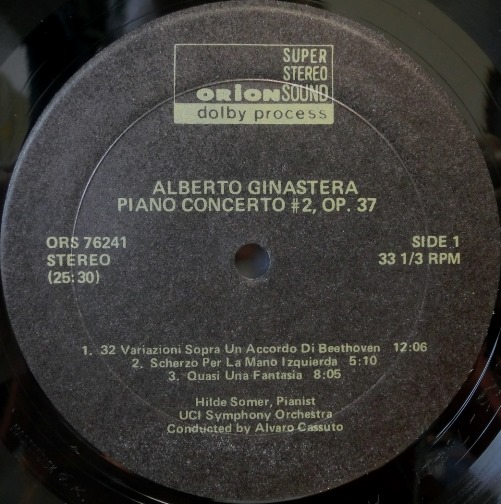 SUPER
STEREO
orion SOUND
dolby process
ALBERTO GINASTERA
PIANO CONCERTO #2, OP. 37
ORS 76241
STEREO
(25:30)
SIDE 1
33 1/3 RPM
1. 32 Variazioni Sopra Un Accordo Di Beethoven 12:06
2. Scherzo Per La Mano Izquierda 5:10
3. Quasi Una Fantasia 8:05
Hilde Somer, Pianist
UCI Symphony Orchestra
Conducted by Alvaro Cassuto